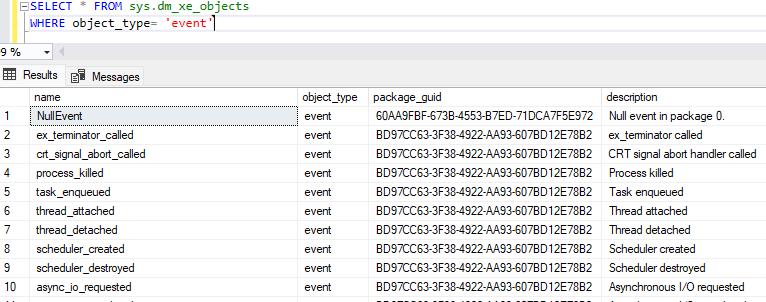 SELECT * FROM sys.dm_xe_objects
WHERE object_type= 'event'
9 %
Results Messages
name object_type package_guid description
1 NullEvent event 60AA9FBF-673B-4553-B7ED-71DCA7F5E972 Null event in package 0.
2 ex_terminator_called event BD97CC63-3F38-4922-AA93-607BD12E78B2 ex_terminator called
3 crt_signal_abort_called event BD97CC63-3F38-4922-AA93-607BD12E78B2 CRT signal abort handler called
4 process_killed event BD97CC63-3F38-4922-AA93-607BD12E78B2 Process killed
5 task_enqueued event BD97CC63-3F38-4922-AA93-607BD12E78B2 Task enqueued
6 thread_attached event BD97CC63-3F38-4922-AA93-607BD12E78B2 Thread attached
7 thread_detached event BD97CC63-3F38-4922-AA93-607BD12E78B2 Thread detached
8 scheduler_created event BD97CC63-3F38-4922-AA93-607BD12E78B2 Scheduler created
9 scheduler_destroyed event BD97CC63-3F38-4922-AA93-607BD12E78B2 Scheduler destroyed
10 async_io_requested event BD97CC63-3F38-4922-AA93-607BD12E78B2 Asynchronous I/O requested